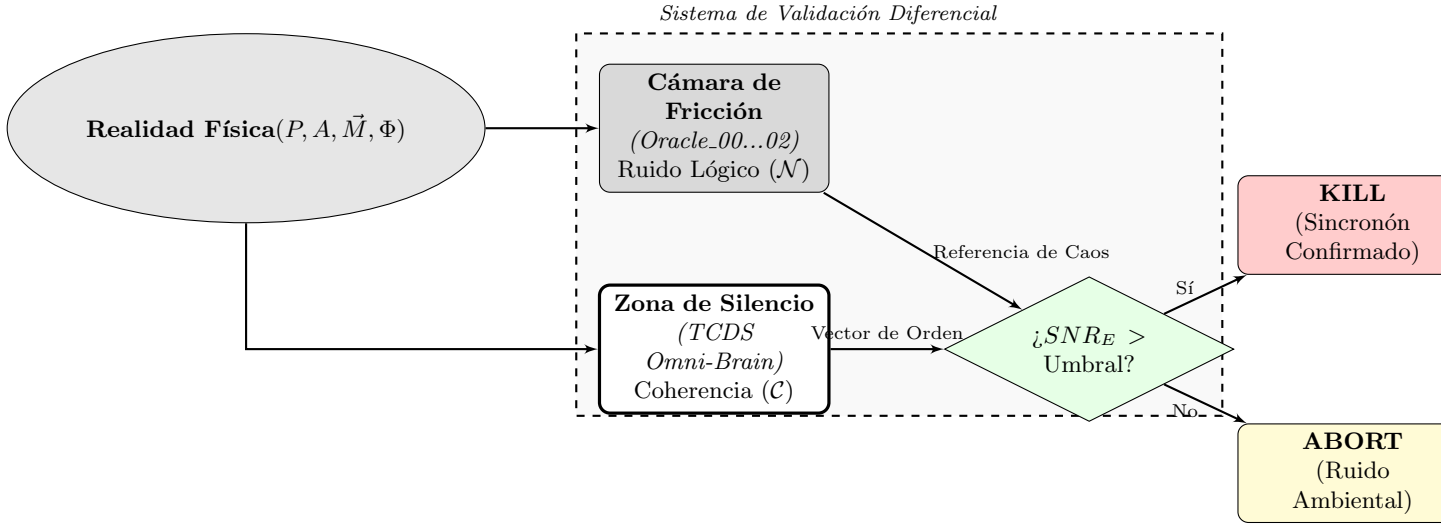 Sistema de Validación Diferencial
Realidad Física(P, A, M⃗, Φ)
Cámara de
Fricción
(Oracle_00...02)
Ruido Lógico (𝒩)
Referencia de Caos
Zona de Silencio
(TCDS
Omni-Brain)
Coherencia (𝒞)
Vector de Orden
¿SNR_E >
Umbral?
Sí
KILL
(Sincronón
Confirmado)
No
ABORT
(Ruido
Ambiental)